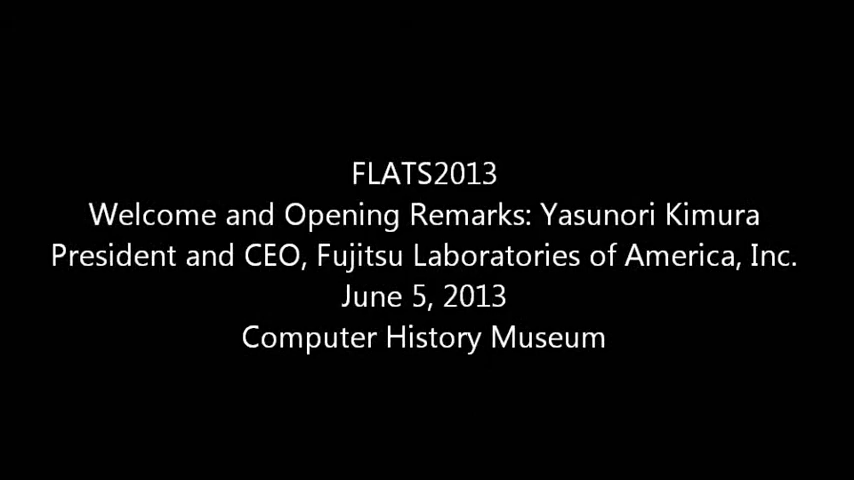 FLATS2013
Welcome and Opening Remarks: Yasunori Kimura
President and CEO, Fujitsu Laboratories of America, Inc.
June 5, 2013
Computer History Museum